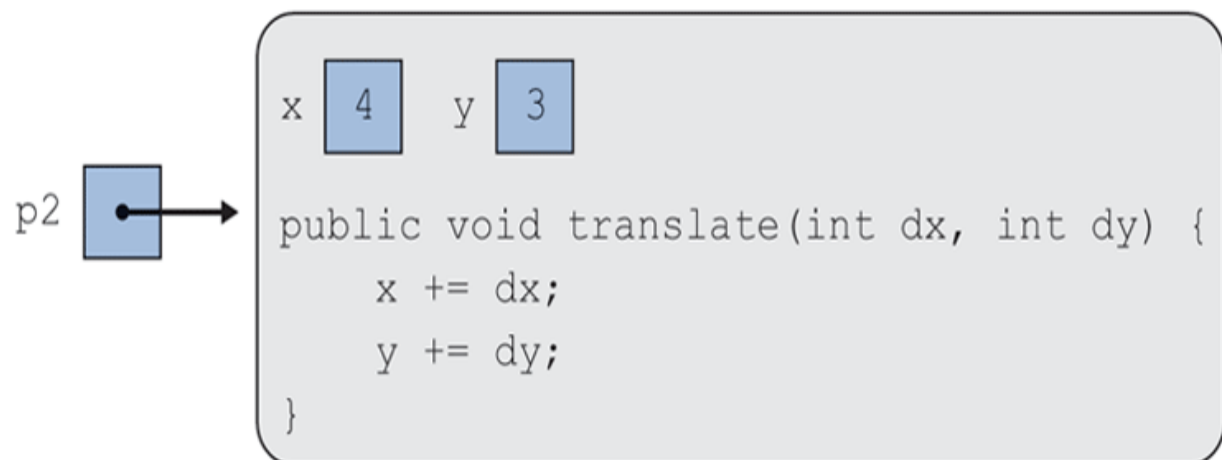 x 4 y 3
p2
public void translate(int dx, int dy) {
x += dx;
y += dy;
}